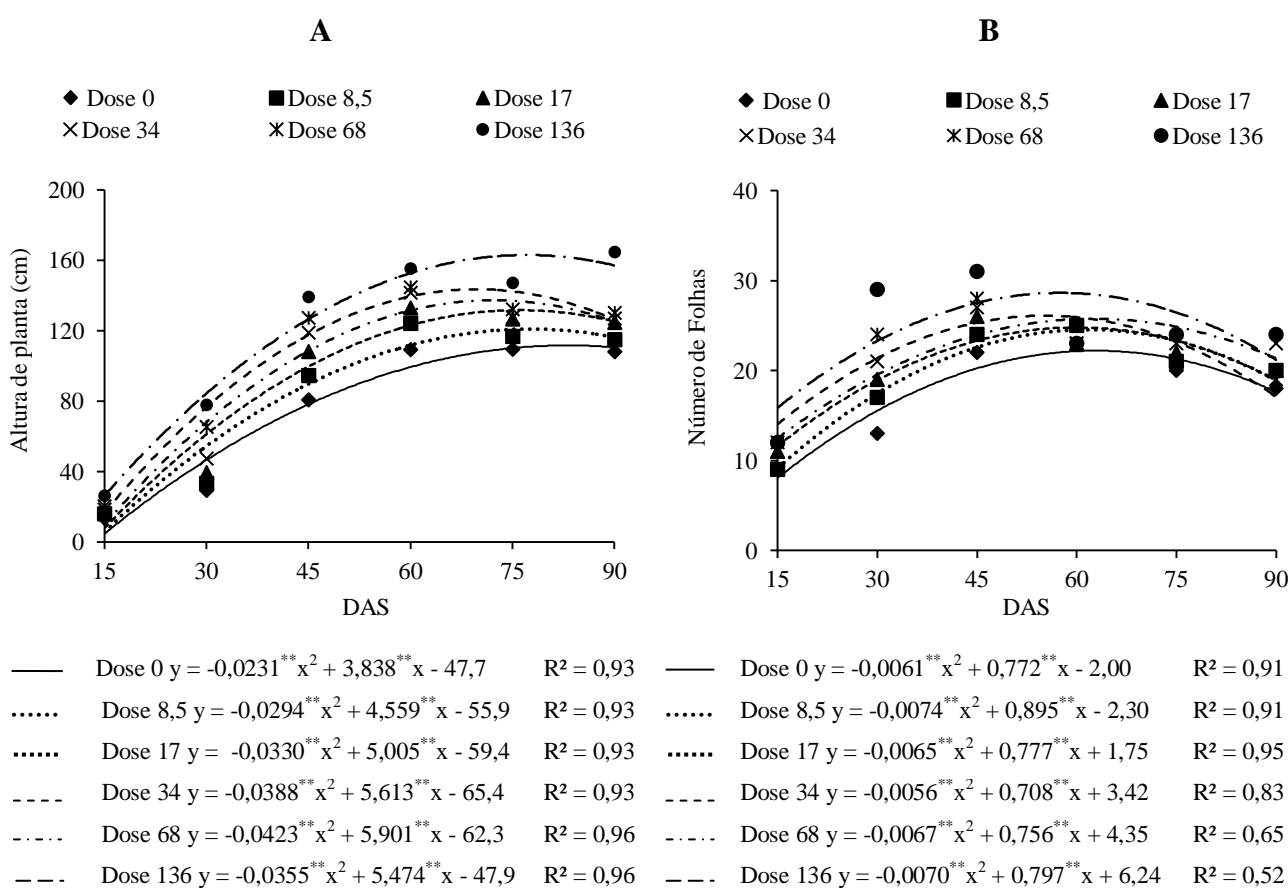 A
◆ Dose 0 ■ Dose 8,5 ▲ Dose 17
× Dose 34 ✳ Dose 68 ● Dose 136
200
160
120
80
40
0
Altura de planta (cm)
15 30 45 60 75 90
DAS
Dose 0 y = -0,0231**x² + 3,838**x - 47,7 R² = 0,93
Dose 8,5 y = -0,0294**x² + 4,559**x - 55,9 R² = 0,93
Dose 17 y = -0,0330**x² + 5,005**x - 59,4 R² = 0,93
Dose 34 y = -0,0388**x² + 5,613**x - 65,4 R² = 0,93
Dose 68 y = -0,0423**x² + 5,901**x - 62,3 R² = 0,96
Dose 136 y = -0,0355**x² + 5,474**x - 47,9 R² = 0,96
B
◆ Dose 0 ■ Dose 8,5 ▲ Dose 17
× Dose 34 ✳ Dose 68 ● Dose 136
40
30
20
10
0
Número de Folhas
15 30 45 60 75 90
DAS
Dose 0 y = -0,0061**x² + 0,772**x - 2,00 R² = 0,91
Dose 8,5 y = -0,0074**x² + 0,895**x - 2,30 R² = 0,91
Dose 17 y = -0,0065**x² + 0,777**x + 1,75 R² = 0,95
Dose 34 y = -0,0056**x² + 0,708**x + 3,42 R² = 0,83
Dose 68 y = -0,0067**x² + 0,756**x + 4,35 R² = 0,65
Dose 136 y = -0,0070**x² + 0,797**x + 6,24 R² = 0,52